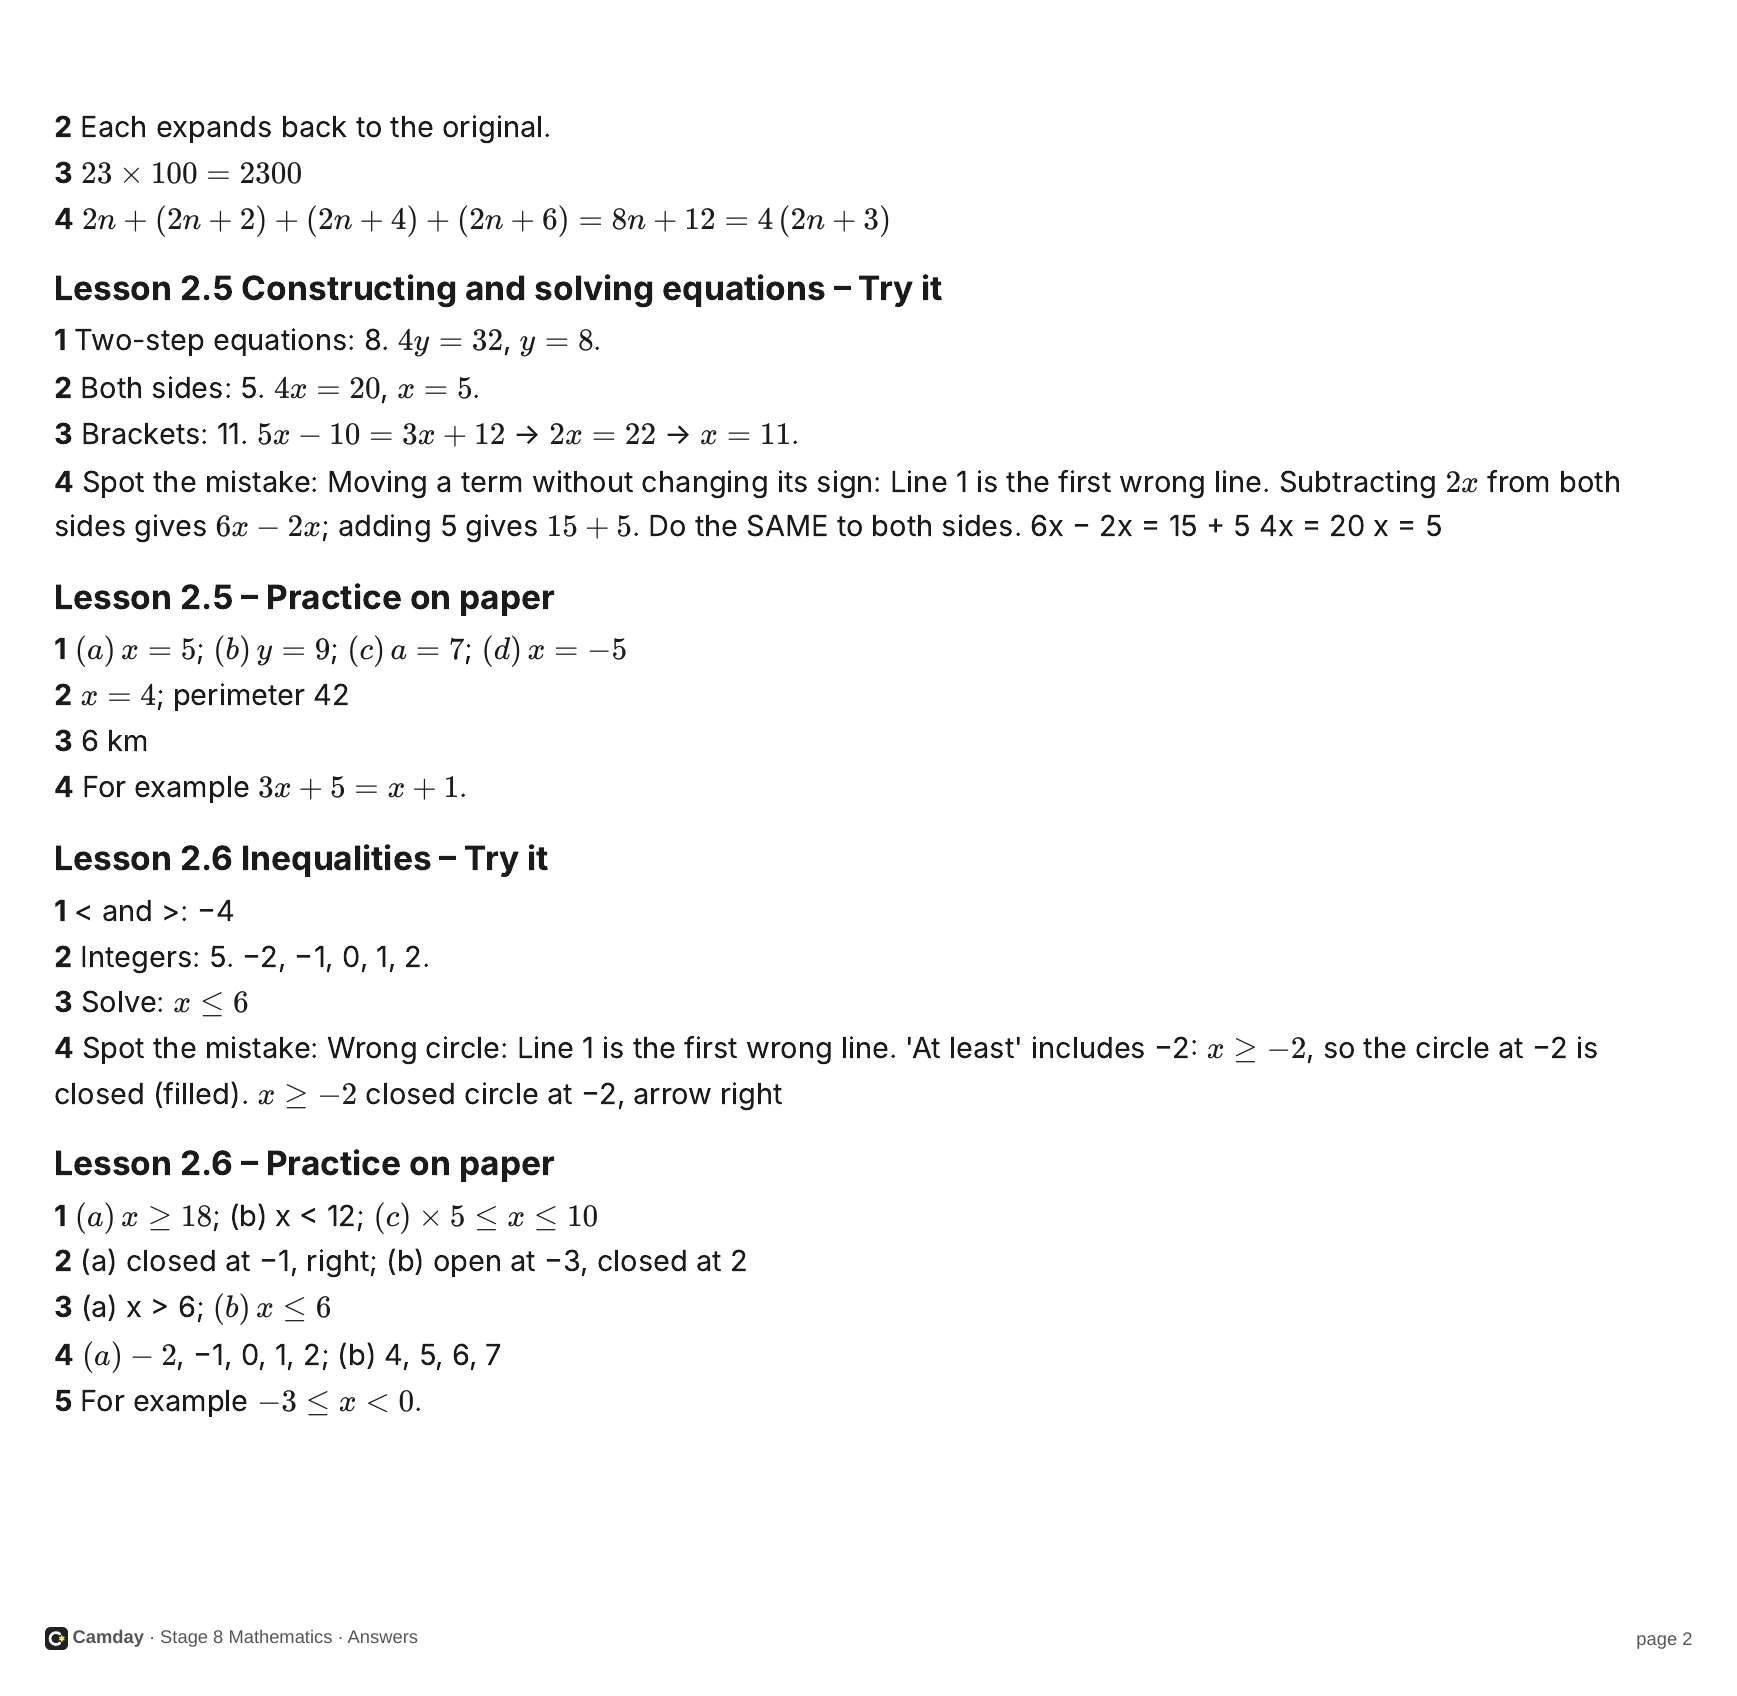 2 Each expands back to the original.
3 23 × 100 = 2300
4 2n + (2n + 2) + (2n + 4) + (2n + 6) = 8n + 12 = 4 (2n + 3)
Lesson 2.5 Constructing and solving equations – Try it
1 Two-step equations: 8. 4y = 32, y = 8.
2 Both sides: 5. 4x = 20, x = 5.
3 Brackets: 11. 5x − 10 = 3x + 12 → 2x = 22 → x = 11.
4 Spot the mistake: Moving a term without changing its sign: Line 1 is the first wrong line. Subtracting 2x from both
sides gives 6x − 2x; adding 5 gives 15 + 5. Do the SAME to both sides. 6x − 2x = 15 + 5 4x = 20 x = 5
Lesson 2.5 – Practice on paper
1 (a) x = 5; (b) y = 9; (c) a = 7; (d) x = −5
2 x = 4; perimeter 42
3 6 km
4 For example 3x + 5 = x + 1.
Lesson 2.6 Inequalities – Try it
1 < and >: −4
2 Integers: 5. −2, −1, 0, 1, 2.
3 Solve: x ≤ 6
4 Spot the mistake: Wrong circle: Line 1 is the first wrong line. 'At least' includes −2: x ≥ −2, so the circle at −2 is
closed (filled). x ≥ −2 closed circle at −2, arrow right
Lesson 2.6 – Practice on paper
1 (a) x ≥ 18; (b) x < 12; (c) × 5 ≤ x ≤ 10
2 (a) closed at −1, right; (b) open at −3, closed at 2
3 (a) x > 6; (b) x ≤ 6
4 (a) − 2, −1, 0, 1, 2; (b) 4, 5, 6, 7
5 For example −3 ≤ x < 0.
Camday · Stage 8 Mathematics · Answers
page 2